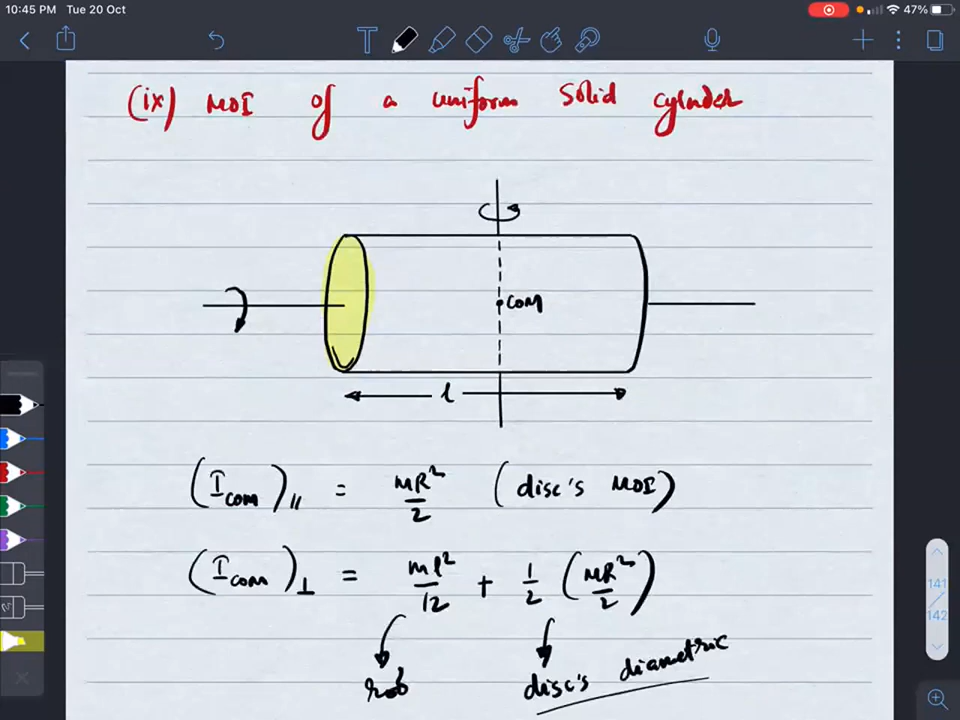 10:45 PM Tue 20 Oct 47%
(ix) MOI of a uniform solid cylinder
COM
l
(I_COM)_∥ = MR²/2 (disc's MOI)
(I_COM)_⊥ = ml²/12 + 1/2 (MR²/2)
rod disc's diametric
141
142